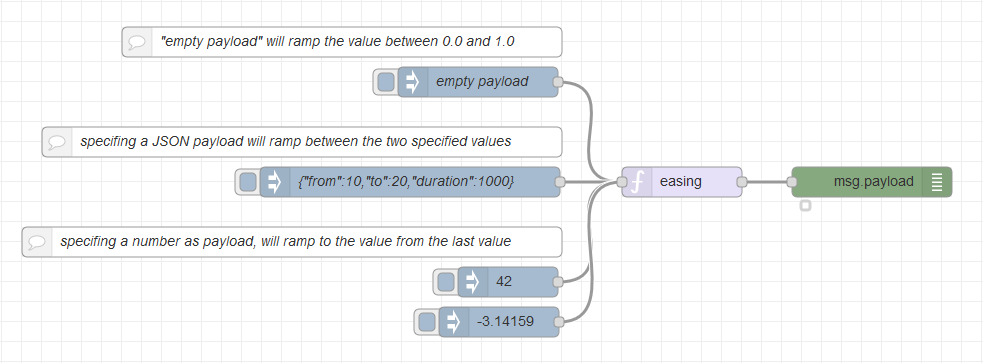 "empty payload" will ramp the value between 0.0 and 1.0
empty payload
specifing a JSON payload will ramp between the two specified values
{"from":10,"to":20,"duration":1000}
easing
msg.payload
specifing a number as payload, will ramp to the value from the last value
42
-3.14159